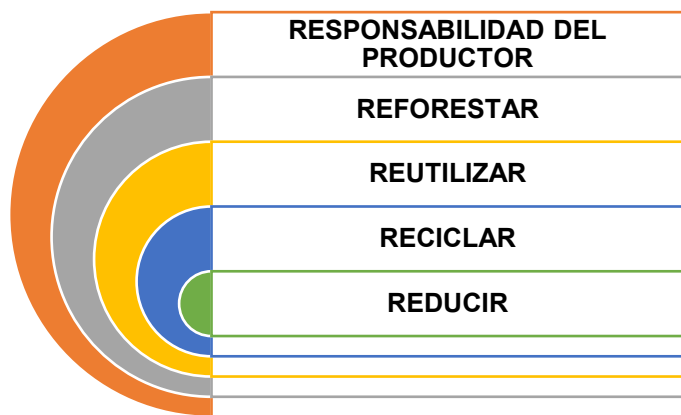 RESPONSABILIDAD DEL
PRODUCTOR
REFORESTAR
REUTILIZAR
RECICLAR
REDUCIR